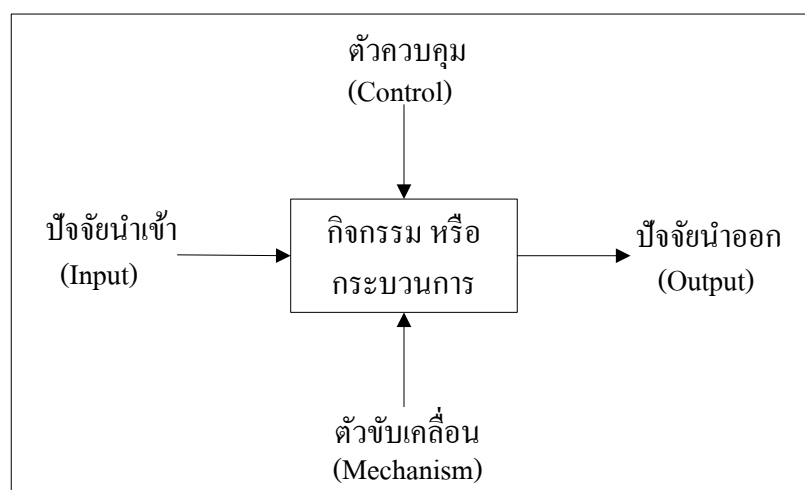 ตัวควบคุม
(Control)
ปัจจัยนำเข้า
(Input)
กิจกรรม หรือ
กระบวนการ
ปัจจัยนำออก
(Output)
ตัวขับเคลื่อน
(Mechanism)